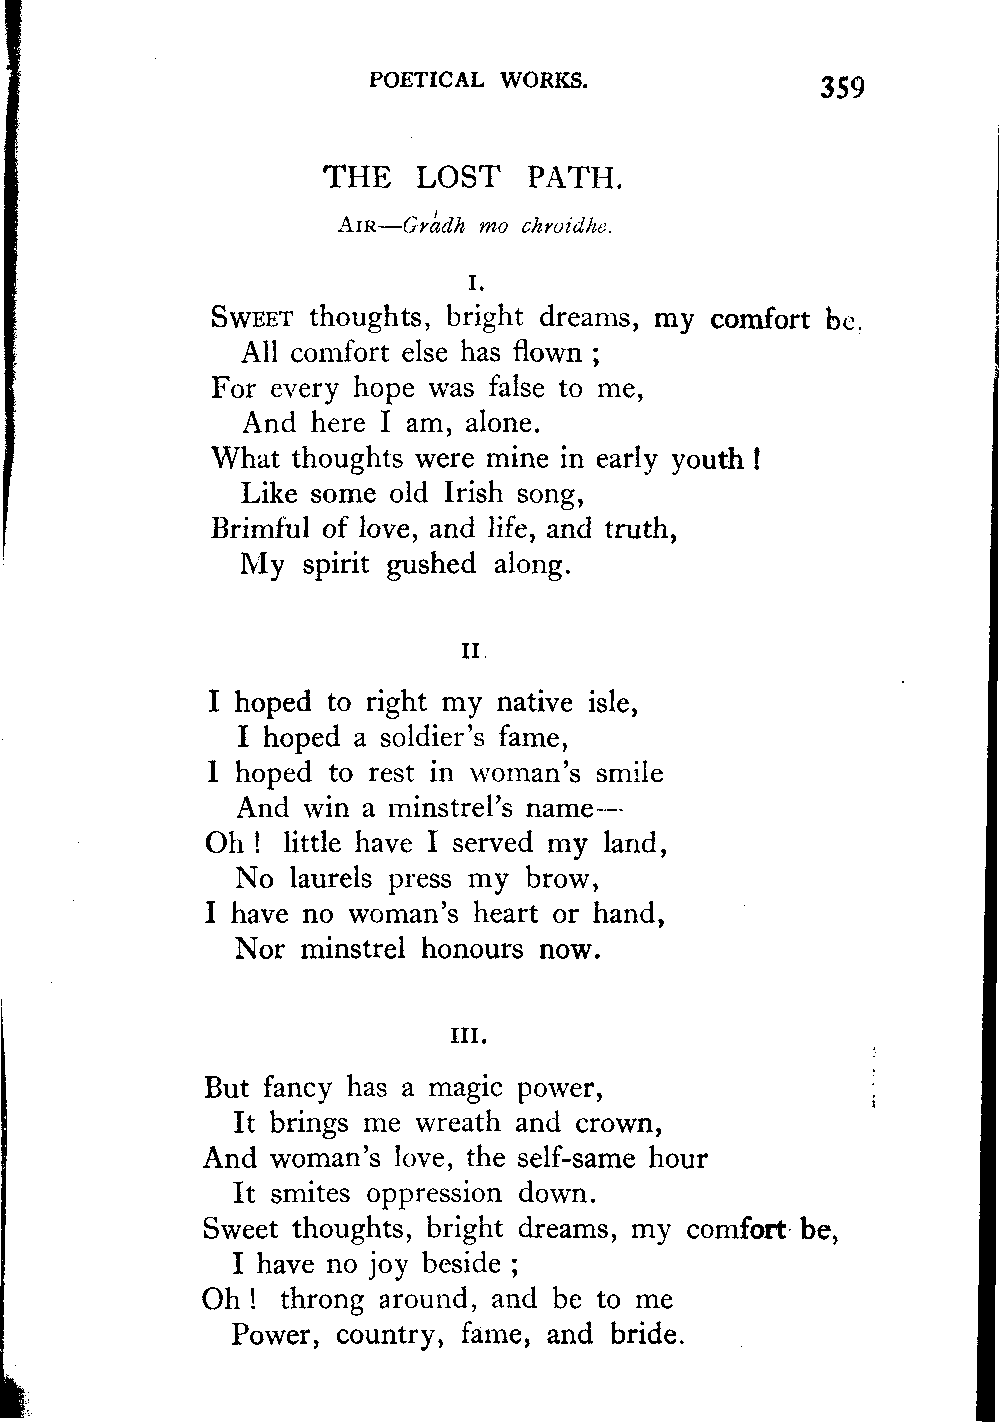 POETICAL WORKS.
359
THE LOST PATH.
AIR—Grádh mo chroidhe.
I.
SWEET thoughts, bright dreams, my comfort be,
All comfort else has flown ;
For every hope was false to me,
And here I am, alone.
What thoughts were mine in early youth !
Like some old Irish song,
Brimful of love, and life, and truth,
My spirit gushed along.
II.
I hoped to right my native isle,
I hoped a soldier's fame,
I hoped to rest in woman's smile
And win a minstrel's name—
Oh ! little have I served my land,
No laurels press my brow,
I have no woman's heart or hand,
Nor minstrel honours now.
III.
But fancy has a magic power,
It brings me wreath and crown,
And woman's love, the self-same hour
It smites oppression down.
Sweet thoughts, bright dreams, my comfort be,
I have no joy beside ;
Oh ! throng around, and be to me
Power, country, fame, and bride.